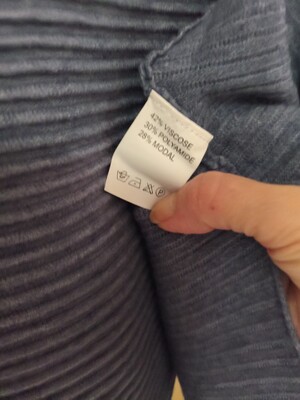 42% VISCOSE
30% POLYAMIDE
28% MODAL